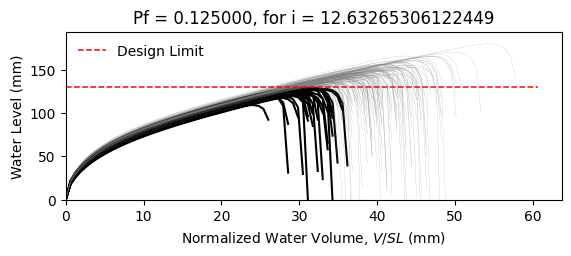 Pf = 0.125000, for i = 12.63265306122449
Design Limit
Water Level (mm)
150
100
50
0
0 10 20 30 40 50 60
Normalized Water Volume, V/SL (mm)